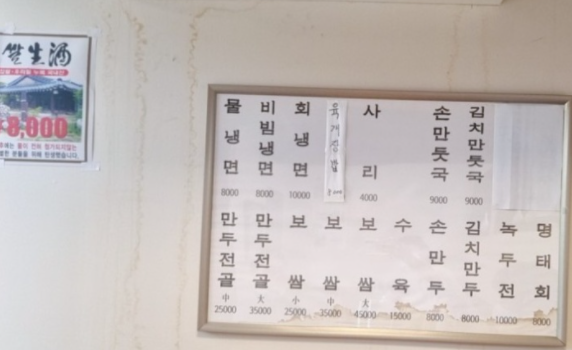 쌀生酒
8,000
물냉면 8000
비빔냉면 8000
회냉면 10000
육개장밥
사리 4000
손만둣국 9000
김치만둣국 9000
만두전골 中 25000
만두전골 大 35000
보쌈 小 25000
보쌈 中 35000
보쌈 大 45000
수육 15000
손만두 8000
김치만두 8000
녹두전 10000
명태회 8000